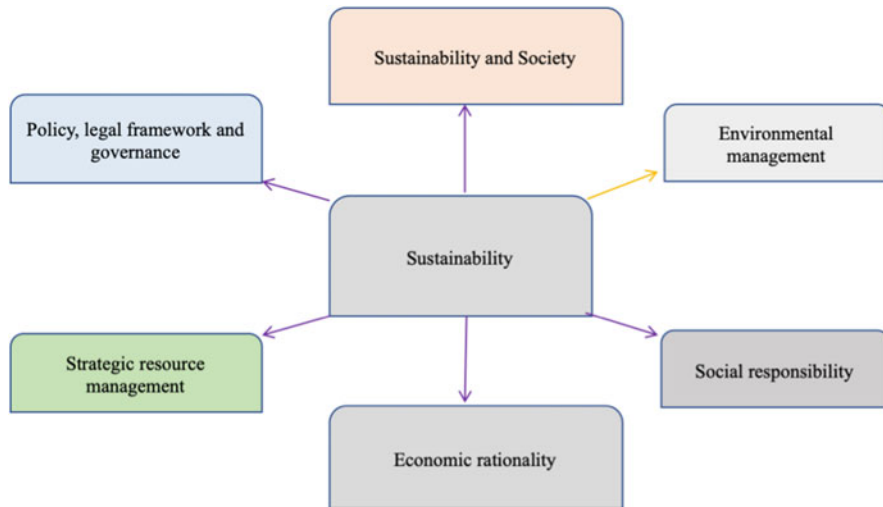 Sustainability and Society
Policy, legal framework and
governance
Environmental
management
Sustainability
Strategic resource
management
Social responsibility
Economic rationality